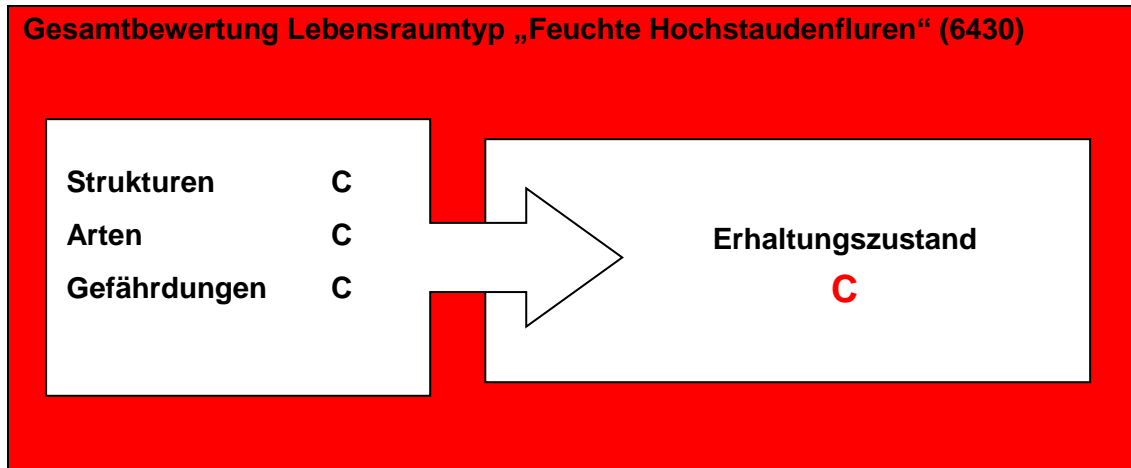 Gesamtbewertung Lebensraumtyp „Feuchte Hochstaudenfluren“ (6430)
Strukturen C
Arten C
Gefährdungen C
Erhaltungszustand
C